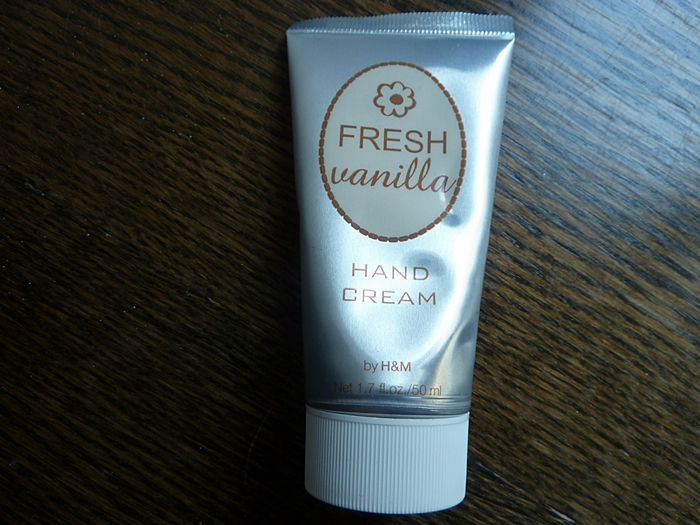 FRESH
vanilla
HAND
CREAM
by H&M
Net 1.7 fl.oz./50 ml